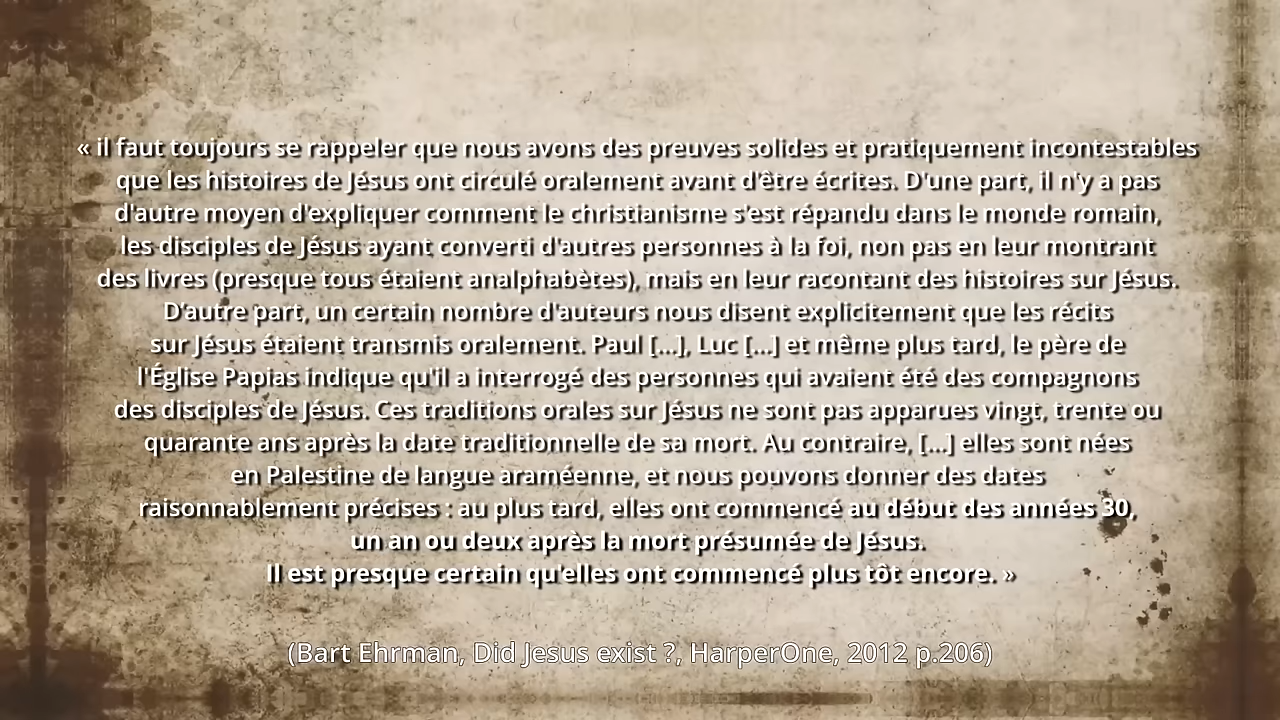 « il faut toujours se rappeler que nous avons des preuves solides et pratiquement incontestables
que les histoires de Jésus ont circulé oralement avant d'être écrites. D'une part, il n'y a pas
d'autre moyen d'expliquer comment le christianisme s'est répandu dans le monde romain,
les disciples de Jésus ayant converti d'autres personnes à la foi, non pas en leur montrant
des livres (presque tous étaient analphabètes), mais en leur racontant des histoires sur Jésus.
D'autre part, un certain nombre d'auteurs nous disent explicitement que les récits
sur Jésus étaient transmis oralement. Paul [...], Luc [...] et même plus tard, le père de
l'Église Papias indique qu'il a interrogé des personnes qui avaient été des compagnons
des disciples de Jésus. Ces traditions orales sur Jésus ne sont pas apparues vingt, trente ou
quarante ans après la date traditionnelle de sa mort. Au contraire, [...] elles sont nées
en Palestine de langue araméenne, et nous pouvons donner des dates
raisonnablement précises : au plus tard, elles ont commencé au début des années 30,
un an ou deux après la mort présumée de Jésus.
Il est presque certain qu'elles ont commencé plus tôt encore. »
(Bart Ehrman, Did Jesus exist ?, HarperOne, 2012 p.206)